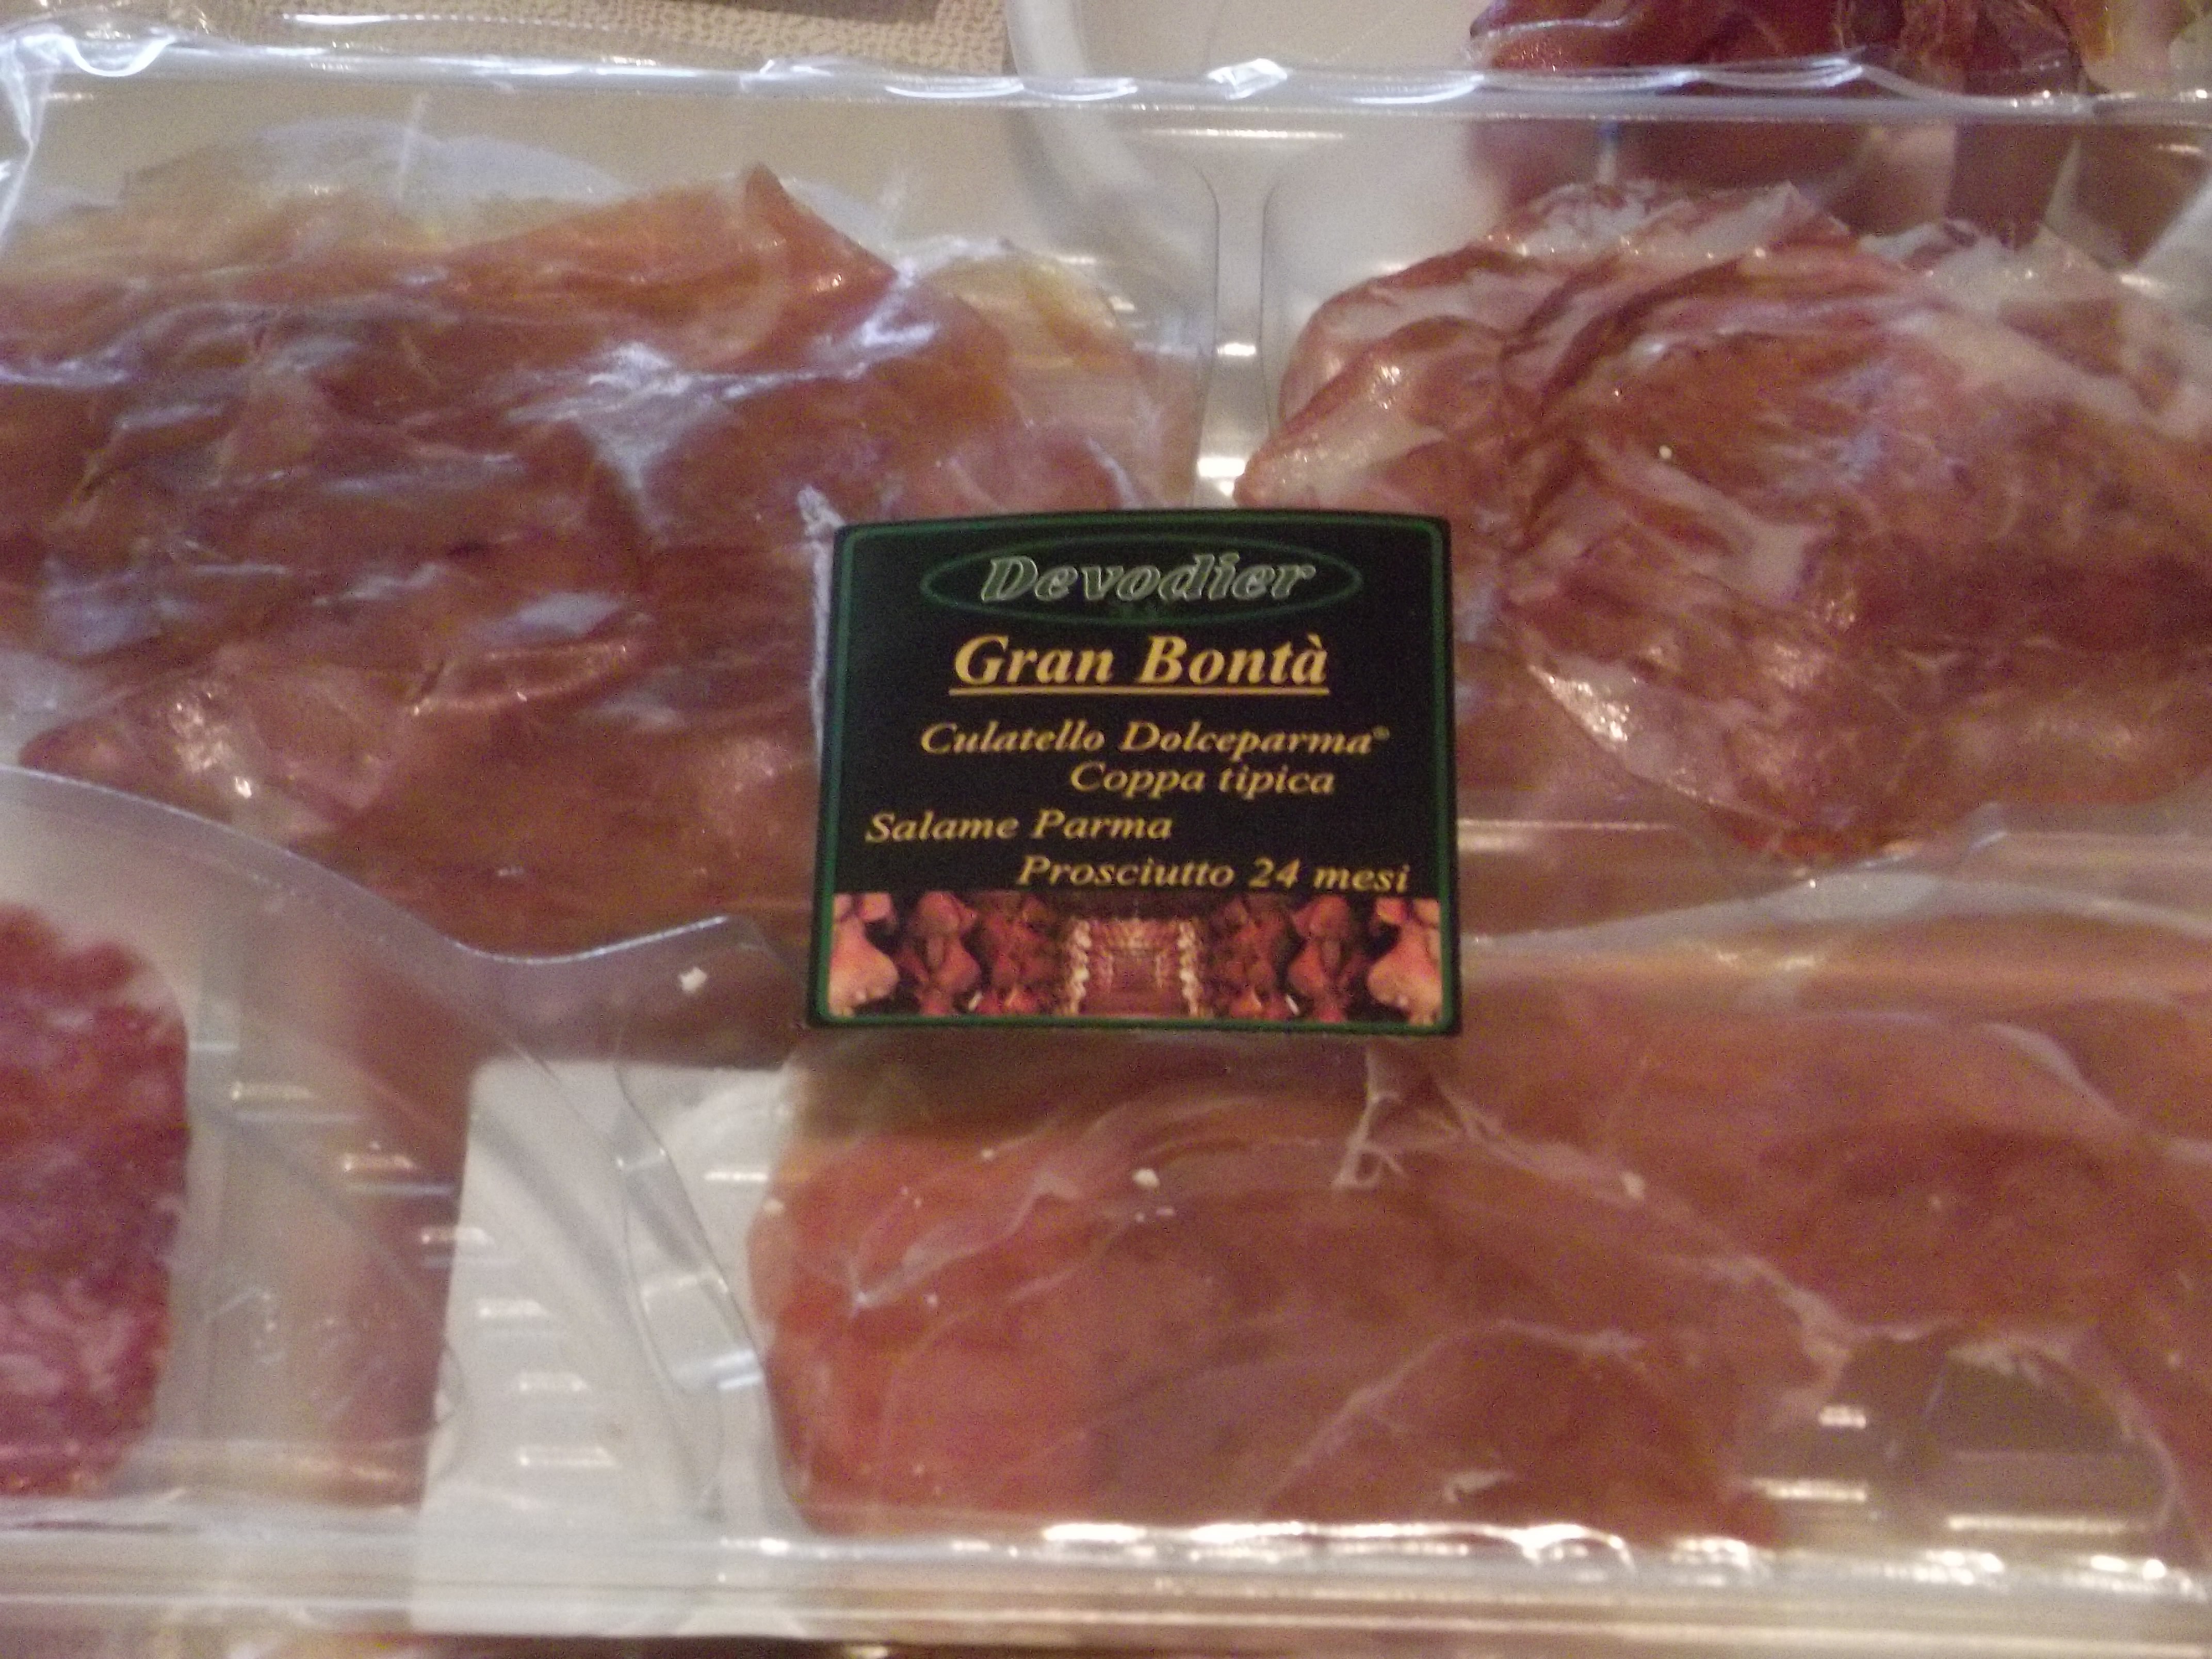 Devodier
Gran Bontà
Culatello Dolceparma®
Coppa tipica
Salame Parma
Prosciutto 24 mesi